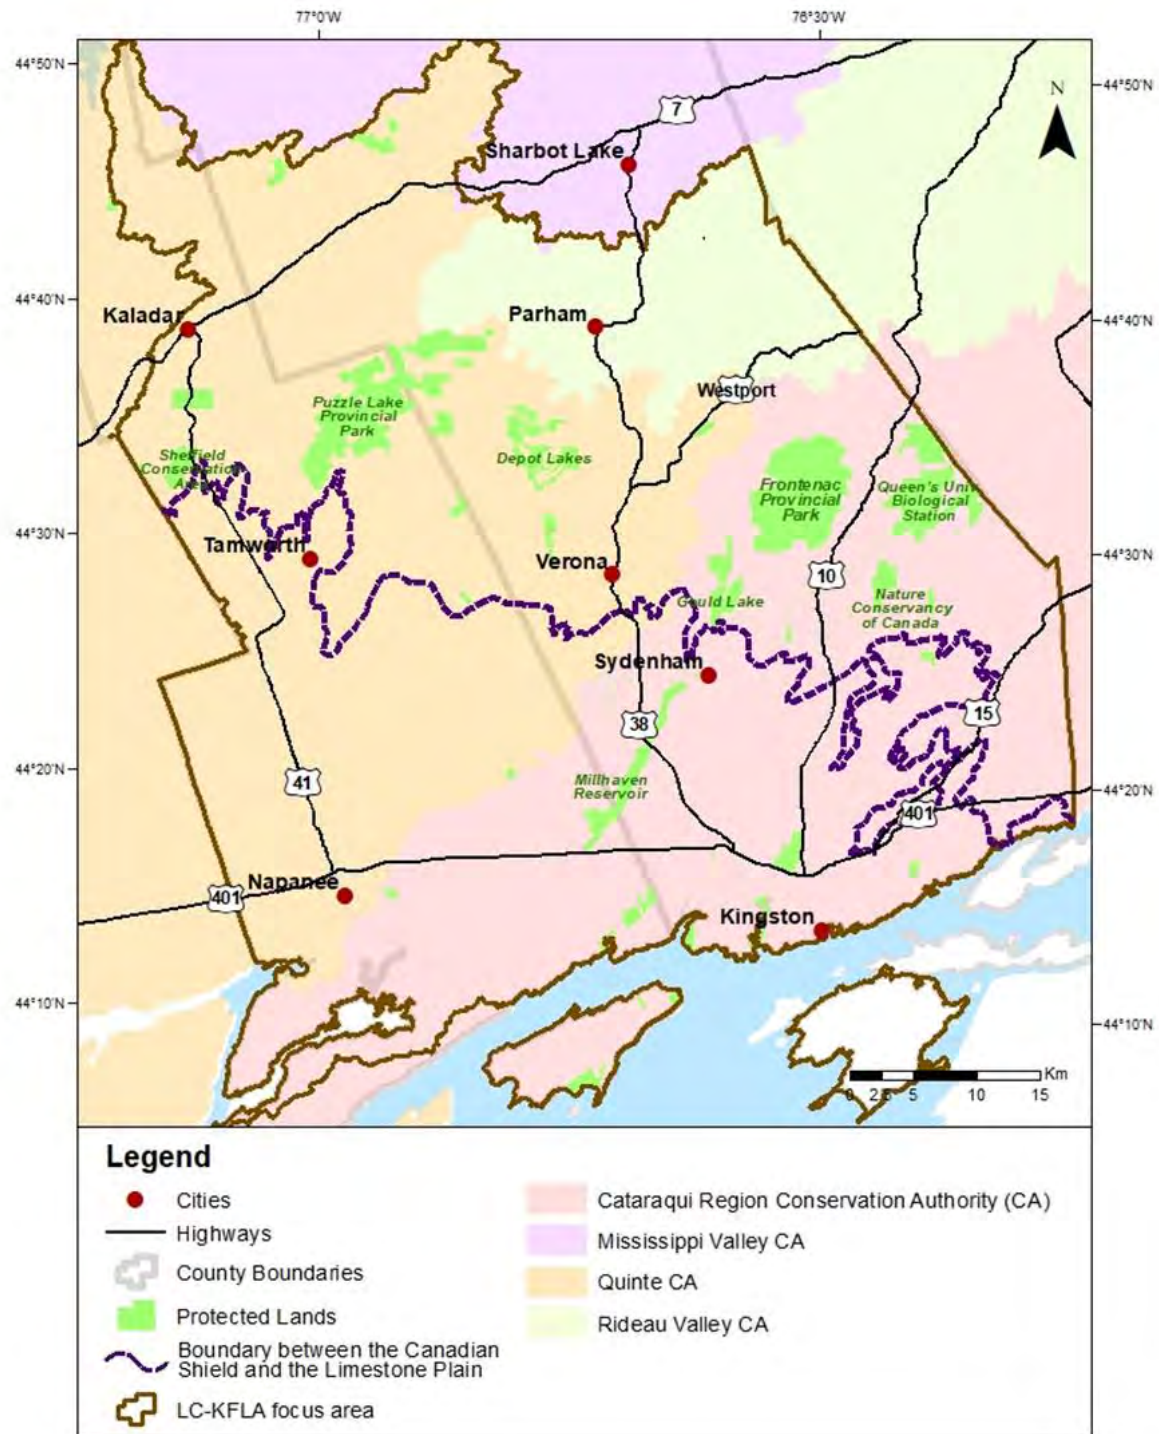 77°0'W
76°30'W
44°50'N
44°50'N
N
7
Sharbot Lake
44°40'N
Kaladar
Parham
44°40'N
Westport
Puzzle Lake
Provincial
Park
Sheffield
Conservation
Area
Depot Lakes
Frontenac
Provincial
Park
Queen's Univ.
Biological
Station
44°30'N
Tamworth
Verona
44°30'N
10
Gould Lake
Nature
Conservancy
of Canada
Sydenham
38
15
44°20'N
41
Millhaven
Reservoir
44°20'N
401
Napanee
401
Kingston
44°10'N
44°10'N
Km
0 2.5 5 10 15
Legend
Cities
Highways
County Boundaries
Protected Lands
Boundary between the Canadian
Shield and the Limestone Plain
LC-KFLA focus area
Cataraqui Region Conservation Authority (CA)
Mississippi Valley CA
Quinte CA
Rideau Valley CA